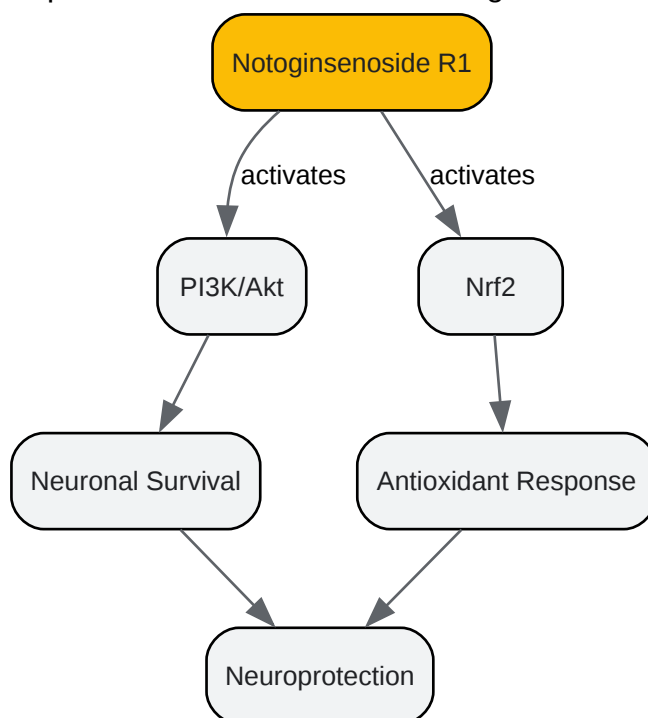 Notoginsenoside R1
activates activates
PI3K/Akt Nrf2
Neuronal Survival Antioxidant Response
Neuroprotection